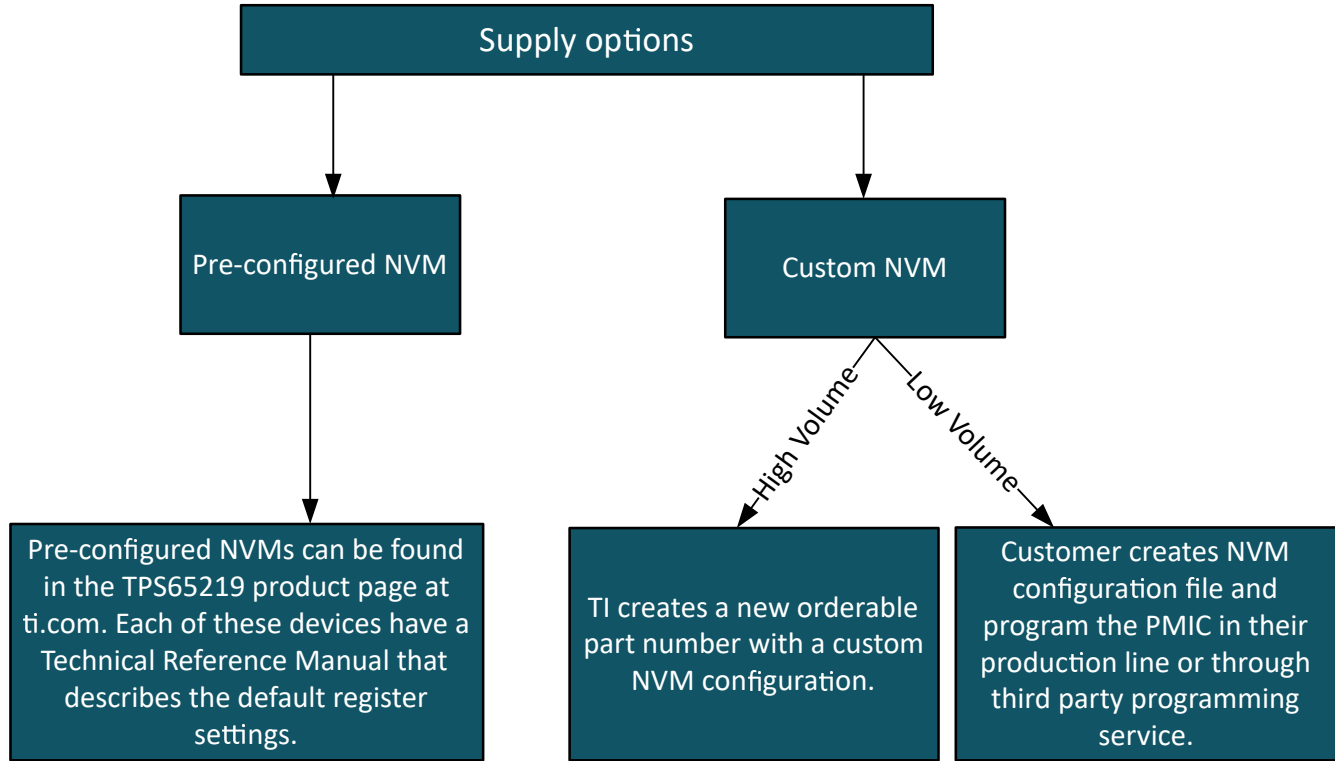 Supply options
Pre-configured NVM
Custom NVM
High Volume
Low Volume
Pre-configured NVMs can be found
in the TPS65219 product page at
ti.com. Each of these devices have a
Technical Reference Manual that
describes the default register
settings.
TI creates a new orderable
part number with a custom
NVM configuration.
Customer creates NVM
configuration file and
program the PMIC in their
production line or through
third party programming
service.